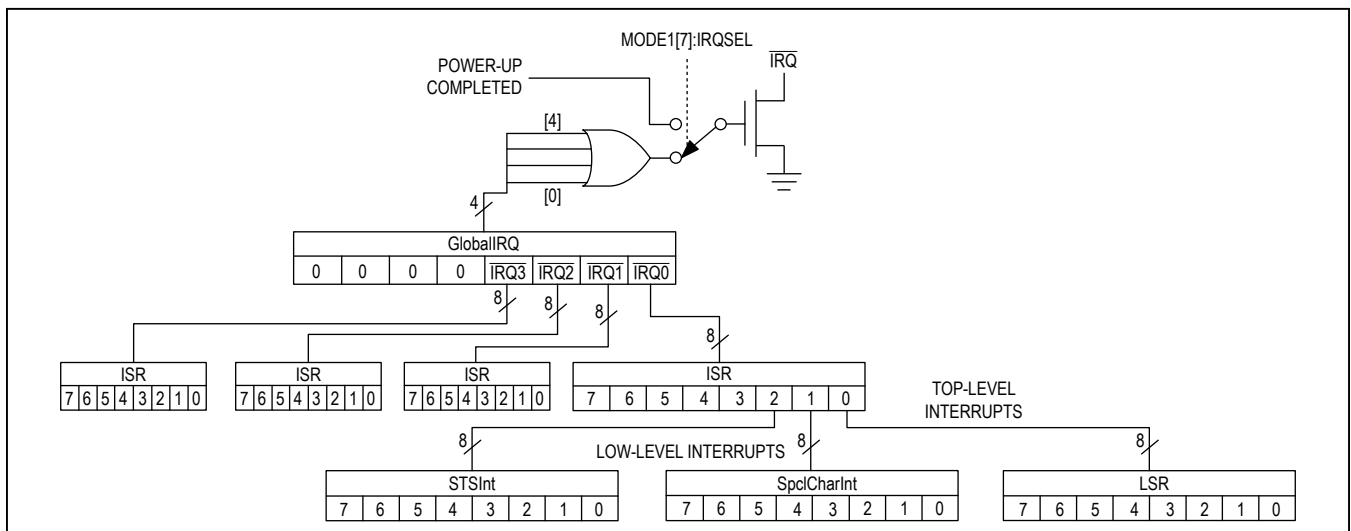 MODE1[7]:IRQSEL
IRQ
POWER-UP
COMPLETED
[4]
[0]
4
GlobalIRQ
0 0 0 0 IRQ3 IRQ2 IRQ1 IRQ0
8 8 8 8
ISR ISR ISR ISR
7 6 5 4 3 2 1 0 7 6 5 4 3 2 1 0 7 6 5 4 3 2 1 0 7 6 5 4 3 2 1 0
TOP-LEVEL
INTERRUPTS
8 LOW-LEVEL INTERRUPTS 8 8
STSInt SpclCharInt LSR
7 6 5 4 3 2 1 0 7 6 5 4 3 2 1 0 7 6 5 4 3 2 1 0